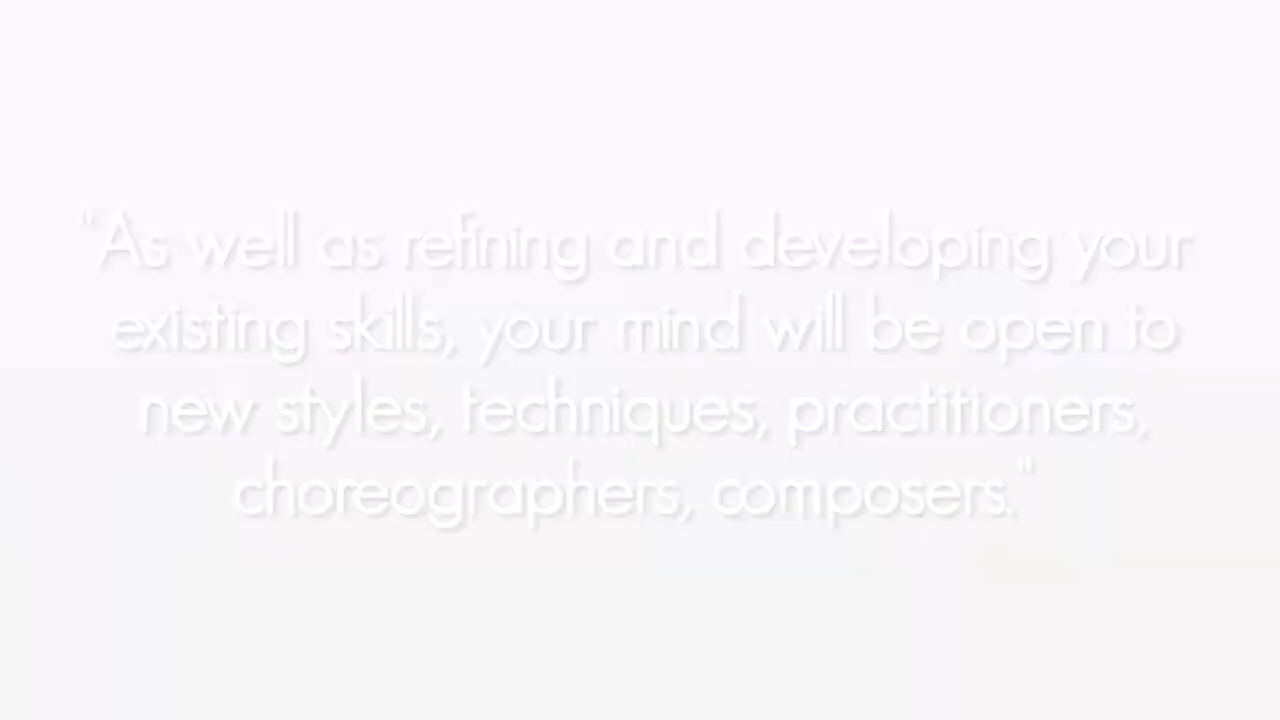 "As well as refining and developing your
existing skills, your mind will be open to
new styles, techniques, practitioners,
choreographers, composers."